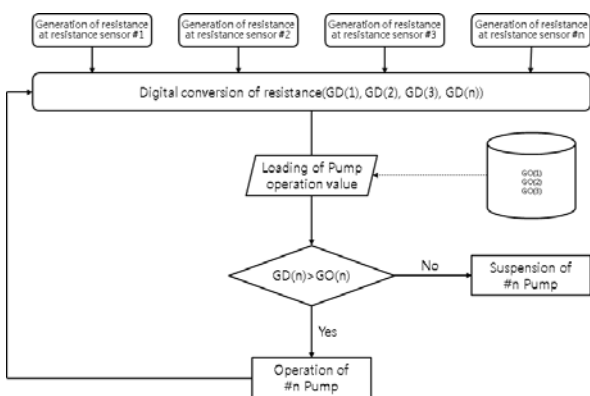 Generation of resistance
at resistance sensor #1
Generation of resistance
at resistance sensor #2
Generation of resistance
at resistance sensor #3
Generation of resistance
at resistance sensor #n
Digital conversion of resistance(GD(1), GD(2), GD(3), GD(n))
Loading of Pump
operation value
GO(1)
GO(2)
GO(3)
GD(n)>GO(n)
No
Suspension of
#n Pump
Yes
Operation of
#n Pump